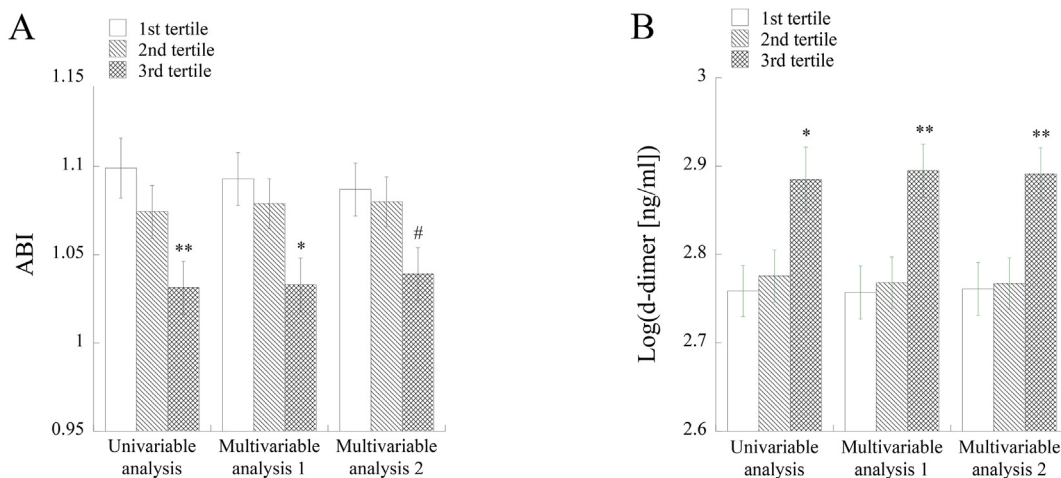 A
1st tertile
2nd tertile
3rd tertile
1.15
1.1
1.05
1
0.95
ABI
**
*
#
Univariable
analysis
Multivariable
analysis 1
Multivariable
analysis 2
B
1st tertile
2nd tertile
3rd tertile
3
2.9
2.8
2.7
2.6
Log(d-dimer [ng/ml])
*
**
**
Univariable
analysis
Multivariable
analysis 1
Multivariable
analysis 2